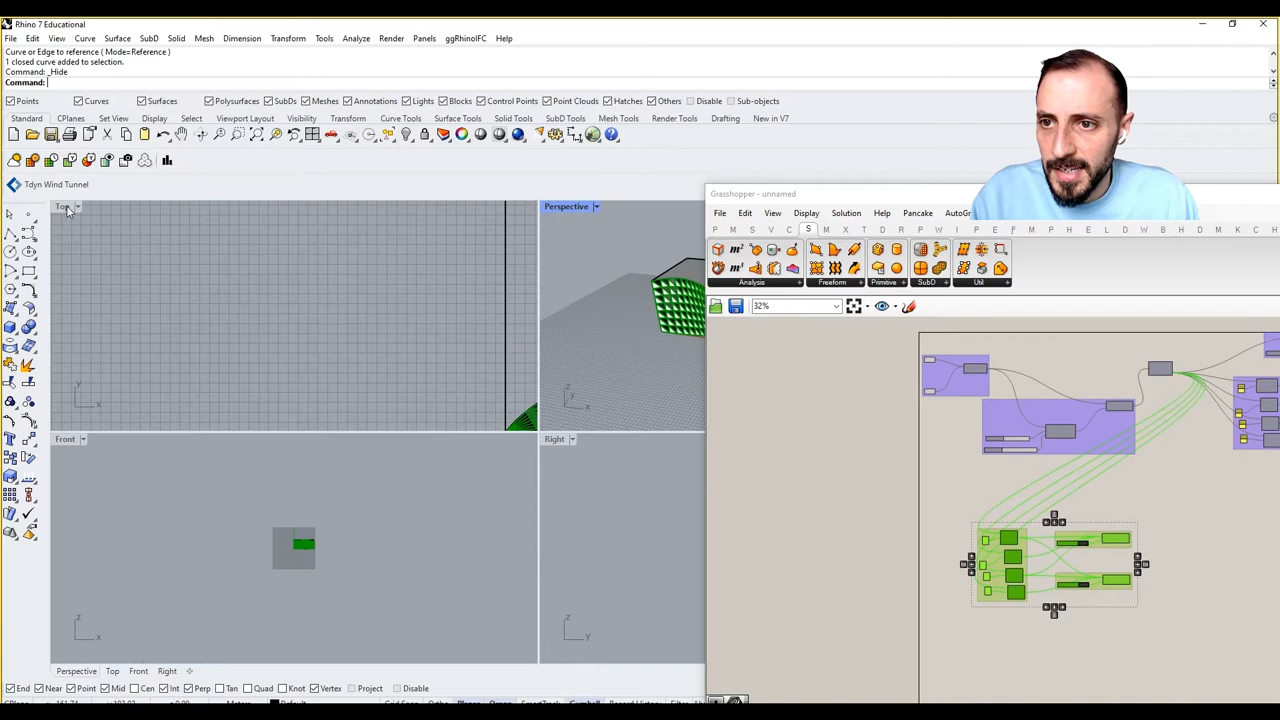 Rhino 7 Educational
File Edit View Curve Surface SubD Solid Mesh Dimension Transform Tools Analyze Render Panels ggRhinoIFC Help
Curve or Edge to reference ( Mode=Reference )
1 closed curve added to selection.
Command: _Hide
Command:
Points Curves Surfaces Polysurfaces SubDs Meshes Annotations Lights Blocks Control Points Point Clouds Hatches Others Disable Sub-objects
Standard CPlanes Set View Display Select Viewport Layout Visibility Transform Curve Tools Surface Tools Solid Tools SubD Tools Mesh Tools Render Tools Drafting New in V7
Tdyn Wind Tunnel
Top
Perspective
Grasshopper - unnamed
File Edit View Display Solution Help Pancake AutoGr
P M S V C S I M X T D R L T D W K L E P F H U D E L D C T W P B H S K C
Analysis Freeform Primitive SubD Util
32%
y
x
z
y
x
Front
Right
z
x
z
y
Perspective Top Front Right
End Near Point Mid Cen Int Perp Tan Quad Knot Vertex Project Disable